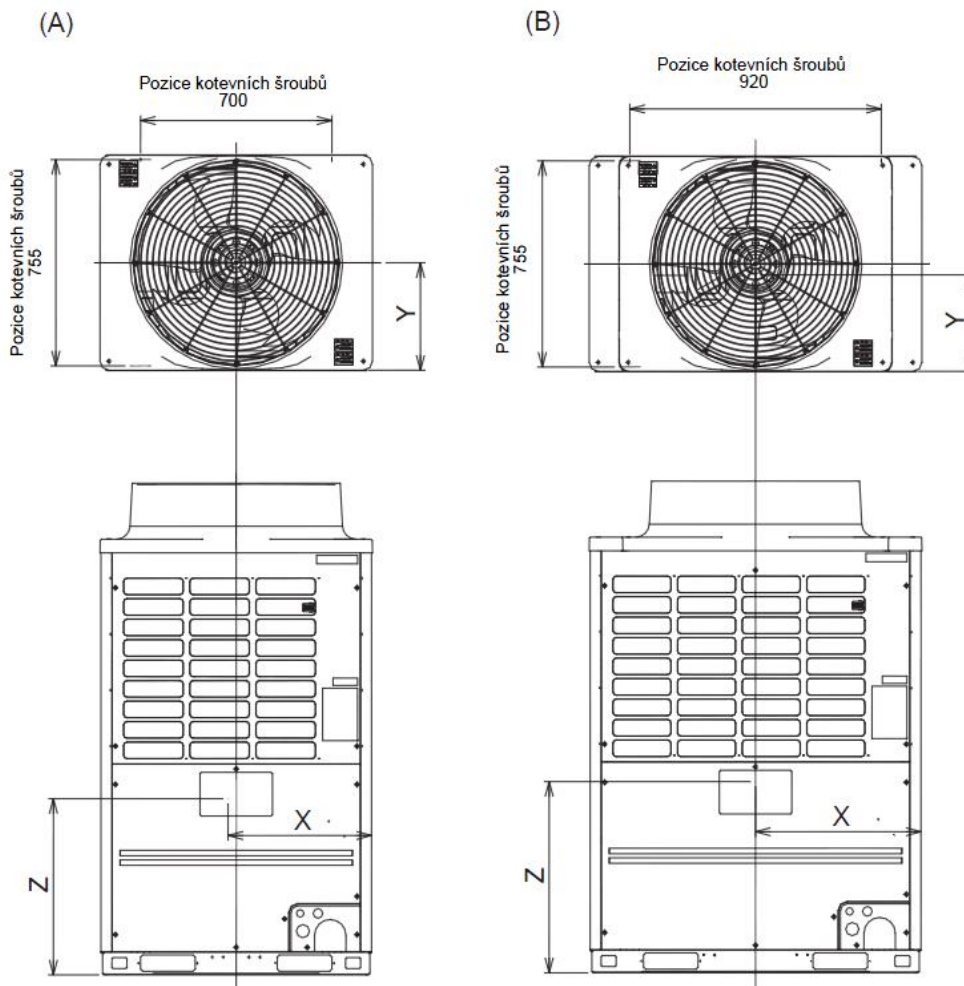 (A)
Pozice kotevních šroubů
700
Pozice kotevních šroubů
755
Y
X
Z
(B)
Pozice kotevních šroubů
920
Pozice kotevních šroubů
755
Y
X
Z